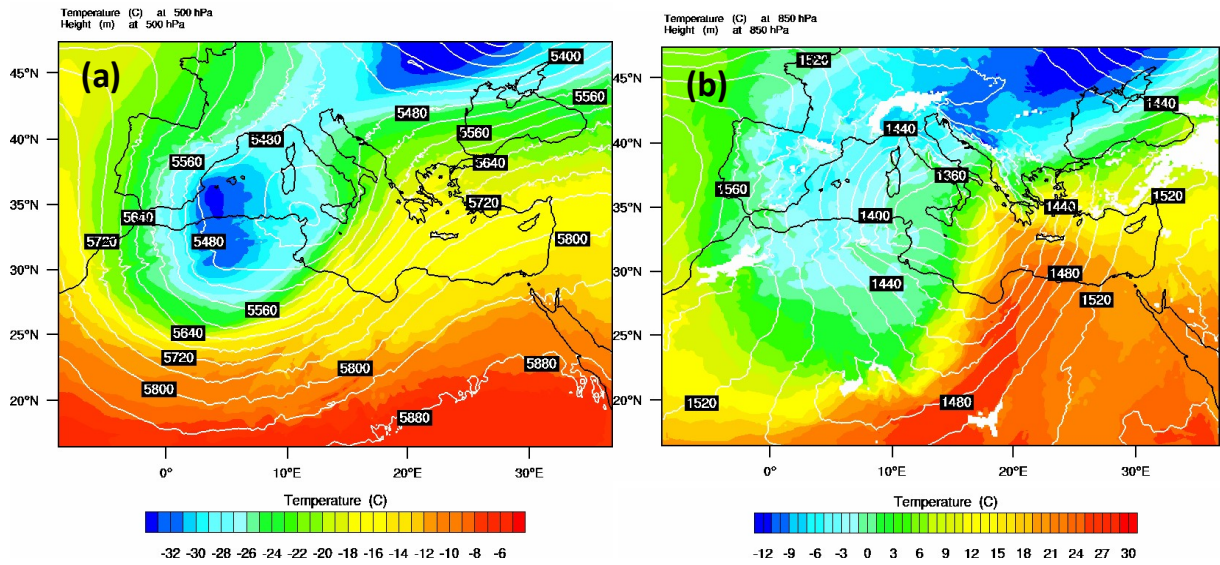 Temperature (C) at 500 hPa
Height (m) at 500 hPa
(a)
45°N
40°N
35°N
30°N
25°N
20°N
5400
5560
5480
5480
5560
5560
5640
5640
5720
5720
5480
5800
5560
5640
5720
5800
5800
5880
5880
0°
10°E
20°E
30°E
Temperature (C)
-32 -30 -28 -26 -24 -22 -20 -18 -16 -14 -12 -10 -8 -6
Temperature (C) at 850 hPa
Height (m) at 850 hPa
(b)
45°N
40°N
35°N
30°N
25°N
20°N
1520
1440
1440
1560
1360
1520
1400
1440
1440
1480
1520
1520
1480
0°
10°E
20°E
30°E
Temperature (C)
-12 -9 -6 -3 0 3 6 9 12 15 18 21 24 27 30